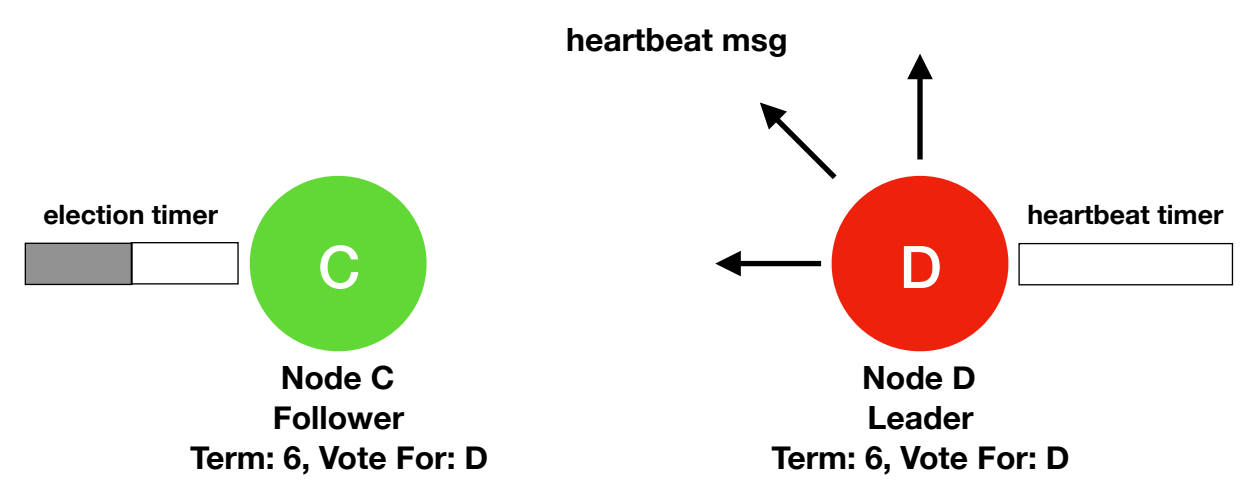 heartbeat msg
election timer
heartbeat timer
C
D
Node C
Follower
Term: 6, Vote For: D
Node D
Leader
Term: 6, Vote For: D